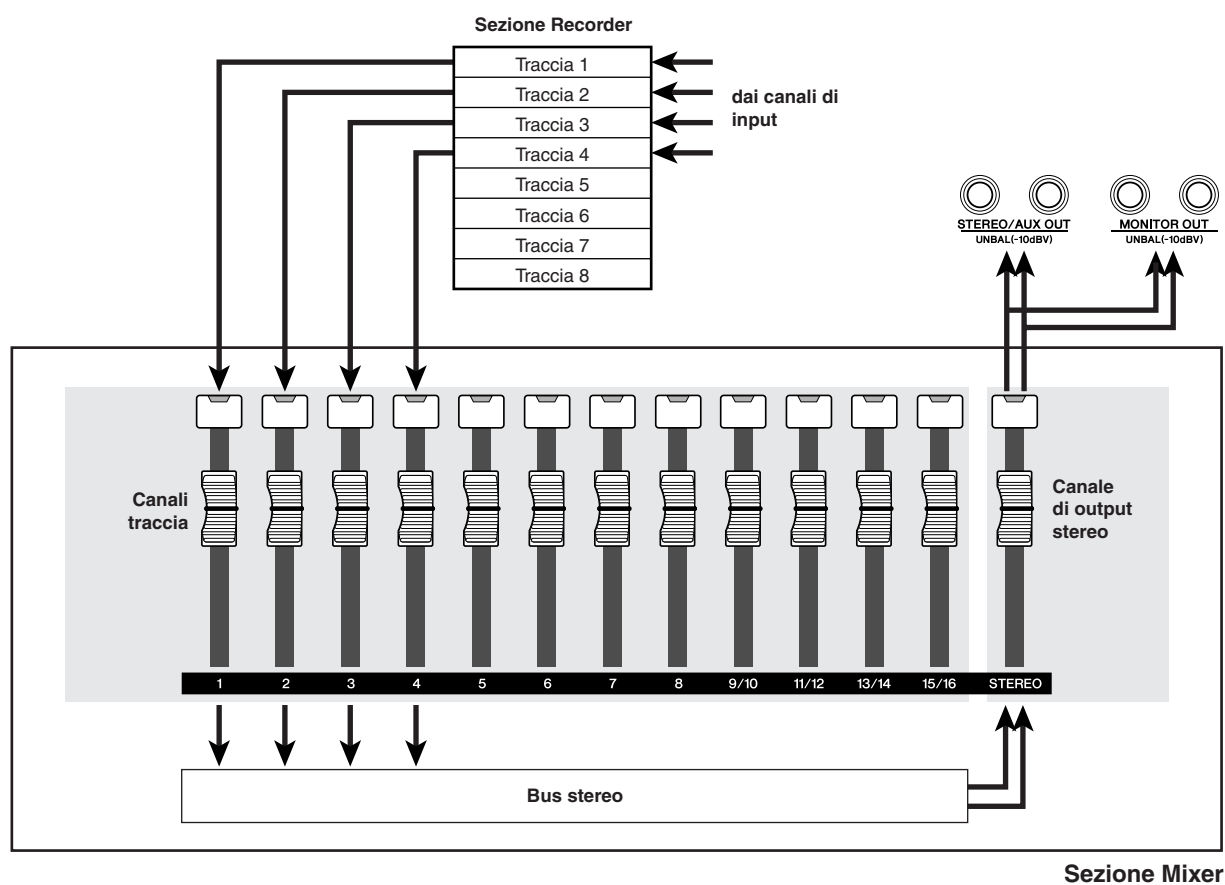 Sezione Recorder
Traccia 1
Traccia 2
Traccia 3
Traccia 4
Traccia 5
Traccia 6
Traccia 7
Traccia 8
dai canali di
input
STEREO/AUX OUT
UNBAL(-10dBV)
MONITOR OUT
UNBAL(-10dBV)
Canali
traccia
Canale
di output
stereo
1 2 3 4 5 6 7 8 9/10 11/12 13/14 15/16 STEREO
Bus stereo
Sezione Mixer